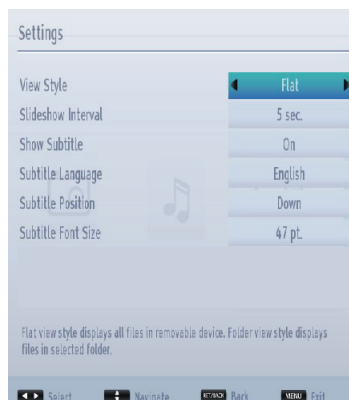 Settings
View Style Flat
Slideshow Interval 5 sec.
Show Subtitle On
Subtitle Language English
Subtitle Position Down
Subtitle Font Size 47 pt.
Flat view style displays all files in removable device. Folder view style displays
files in selected folder.
Select Navigate RET/BACK Back MENU Exit